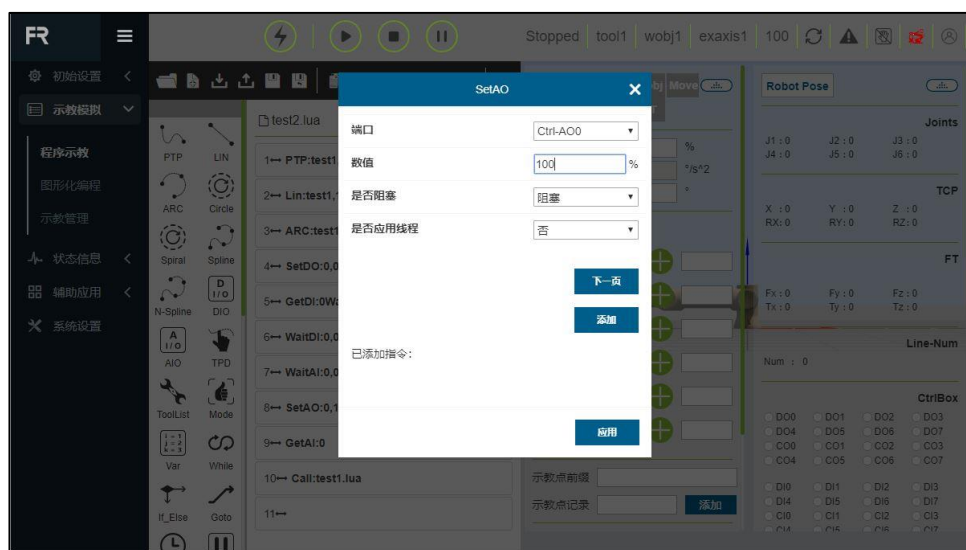 FR
Stopped tool1 wobj1 exaxis1 100
初始设置
示教模拟
程序示教
图形化编程
示教管理
状态信息
辅助应用
系统设置
PTP LIN
ARC Circle
Spiral Spline
N-Spline DIO
AIO TPD
ToolList Mode
Var While
If_Else Goto
test2.lua
1 PTP:test1
2 Lin:test1,
3 ARC:test1
4 SetDO:0,0
5 GetDI:0Wa
6 WaitDI:0,0
7 WaitAI:0,0
8 SetAO:0,1
9 GetAI:0
10 Call:test1.lua
11
SetAO
端口 Ctrl-AO0
数值 100 %
是否阻塞 阻塞
是否应用线程 否
下一页
添加
已添加指令:
应用
bj Move
%
°/s^2
°
示教点前缀
示教点记录 添加
Robot Pose
Joints
J1 : 0 J2 : 0 J3 : 0
J4 : 0 J5 : 0 J6 : 0
TCP
X : 0 Y : 0 Z : 0
RX: 0 RY: 0 RZ: 0
FT
Fx : 0 Fy : 0 Fz : 0
Tx : 0 Ty : 0 Tz : 0
Line-Num
Num : 0
CtrlBox
DO0 DO1 DO2 DO3
DO4 DO5 DO6 DO7
CO0 CO1 CO2 CO3
CO4 CO5 CO6 CO7
DI0 DI1 DI2 DI3
DI4 DI5 DI6 DI7
CI0 CI1 CI2 CI3
CI4 CI5 CI6 CI7